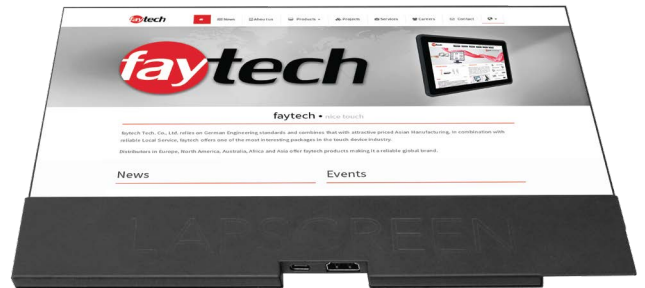 faytech
News
About Us
Products
Projects
Services
Careers
Contact
faytech
faytech • nice touch
faytech Tech. Co., Ltd. relies on German Engineering standards and combines that with attractive priced Asian Manufacturing, in combination with
reliable Local Service, faytech offers one of the most interesting packages in the touch device industry.
Distributors in Europe, North America, Australia, Africa and Asia offer faytech products making it a reliable global brand.
News
Events
LAPSCREEN